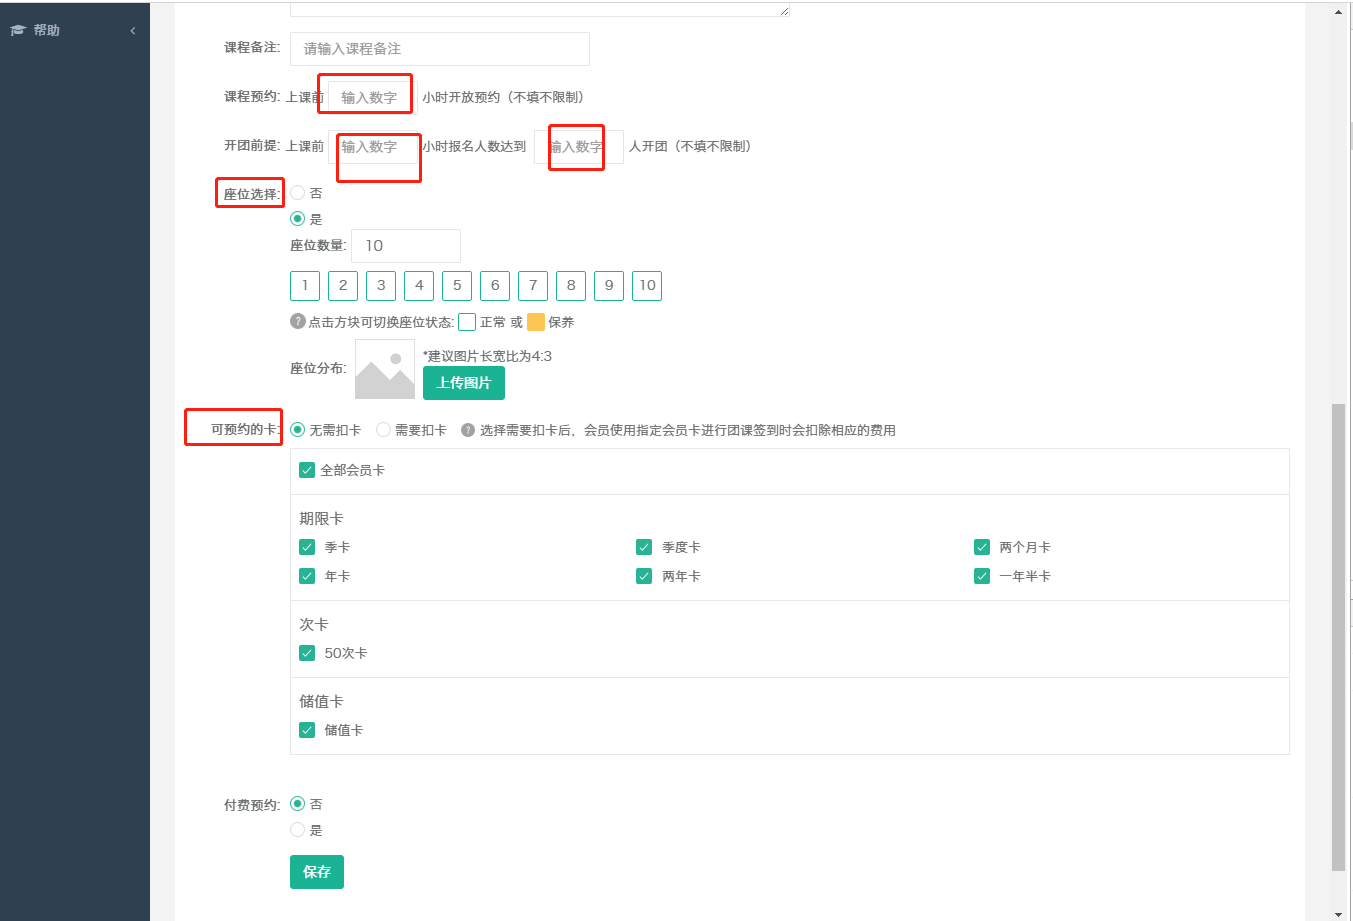 帮助
课程备注: 请输入课程备注
课程预约: 上课前 输入数字 小时开放预约（不填不限制）
开团前提: 上课前 输入数字 小时报名人数达到 输入数字 人开团（不填不限制）
座位选择: 否
是
座位数量: 10
1 2 3 4 5 6 7 8 9 10
? 点击方块可切换座位状态: 正常 或 保养
座位分布: *建议图片长宽比为4:3
上传图片
可预约的卡: 无需扣卡 需要扣卡 ? 选择需要扣卡后，会员使用指定会员卡进行团课签到时会扣除相应的费用
全部会员卡
期限卡
季卡 季度卡 两个月卡
年卡 两年卡 一年半卡
次卡
50次卡
储值卡
储值卡
付费预约: 否
是
保存